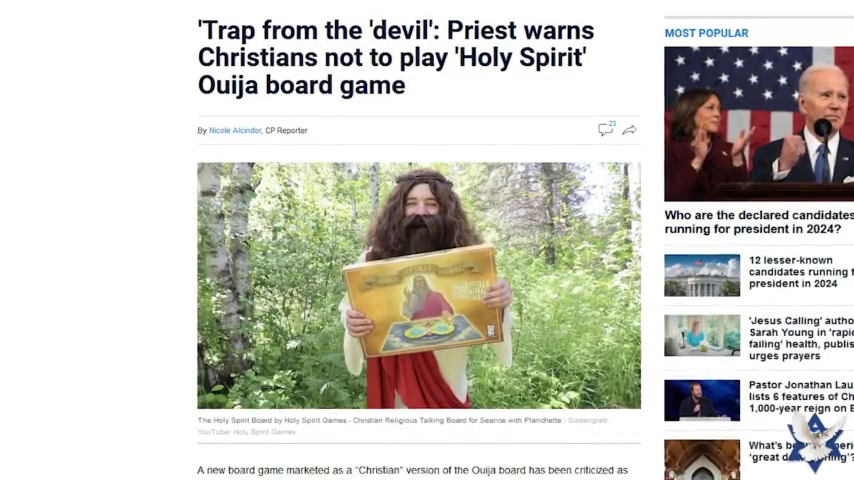 'Trap from the 'devil': Priest warns
Christians not to play 'Holy Spirit'
Ouija board game
By Nicole Alcindor, CP Reporter
23
HOLY SPIRIT BOARD
The Holy Spirit Board by Holy Spirit Games - Christian Religious Talking Board for Seance with Planchette | Screengrab:
YouTube/ Holy Spirit Games
A new board game marketed as a "Christian" version of the Ouija board has been criticized as
MOST POPULAR
Who are the declared candidates
running for president in 2024?
12 lesser-known
candidates running f
president in 2024
'Jesus Calling' autho
Sarah Young in 'rapid
failing' health, publis
urges prayers
Pastor Jonathan Lau
lists 6 features of Ch
1,000-year reign on E
What's be
'great de